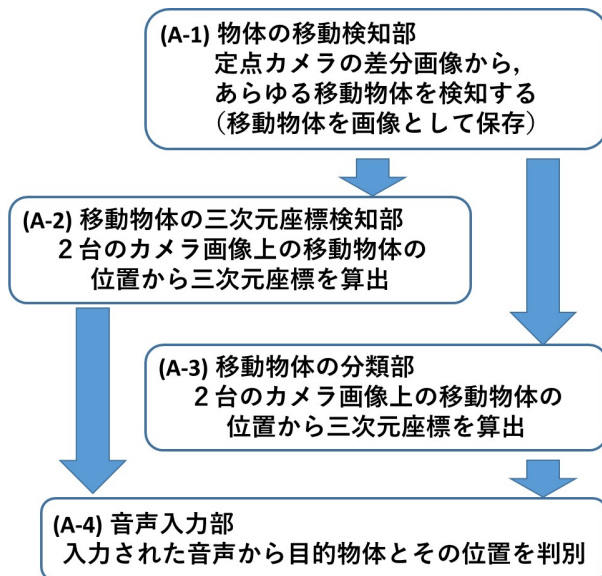 (A-1) 物体の移動検知部
定点カメラの差分画像から，
あらゆる移動物体を検知する
（移動物体を画像として保存）
(A-2) 移動物体の三次元座標検知部
２台のカメラ画像上の移動物体の
位置から三次元座標を算出
(A-3) 移動物体の分類部
２台のカメラ画像上の移動物体の
位置から三次元座標を算出
(A-4) 音声入力部
入力された音声から目的物体とその位置を判別